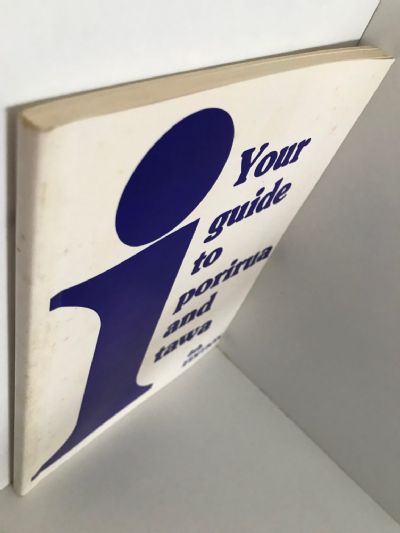 i
Your
guide
to
porirua
and
tawa